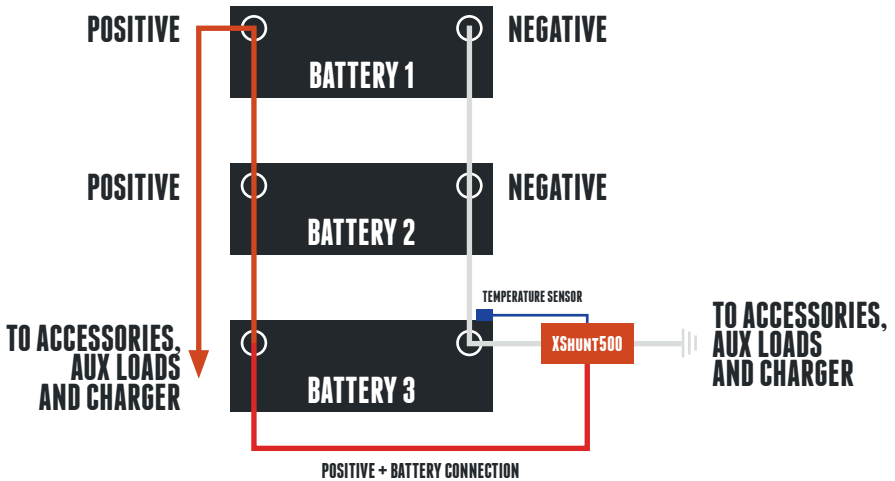 POSITIVE
NEGATIVE
BATTERY 1
POSITIVE
NEGATIVE
BATTERY 2
TEMPERATURE SENSOR
TO ACCESSORIES,
AUX LOADS
AND CHARGER
BATTERY 3
XSHUNT500
TO ACCESSORIES,
AUX LOADS
AND CHARGER
POSITIVE + BATTERY CONNECTION